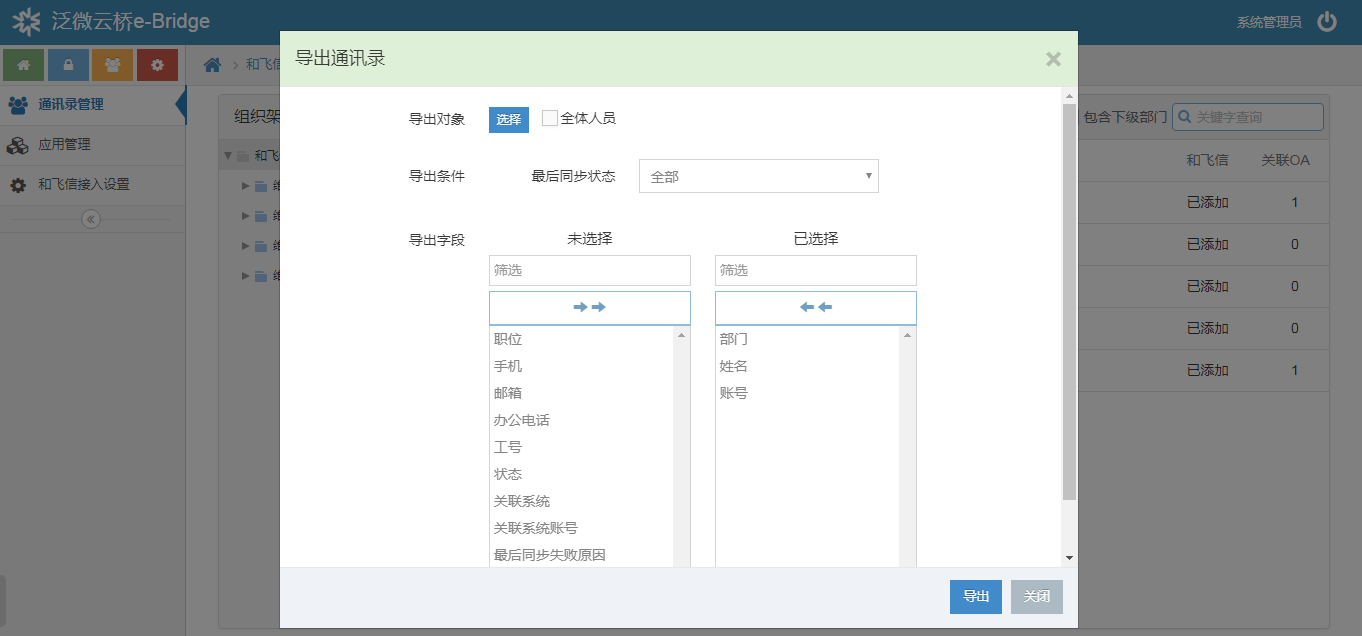 泛微云桥e-Bridge
系统管理员
和飞信
通讯录管理
应用管理
和飞信接入设置
组织架
和飞
组
组
组
组
包含下级部门
关键字查询
和飞信 关联OA
已添加 1
已添加 0
已添加 0
已添加 0
已添加 1
导出通讯录
导出对象 选择 全体人员
导出条件 最后同步状态 全部
导出字段 未选择 已选择
筛选 筛选
职位 部门
手机 姓名
邮箱 账号
办公电话
工号
状态
关联系统
关联系统账号
最后同步失败原因
导出 关闭